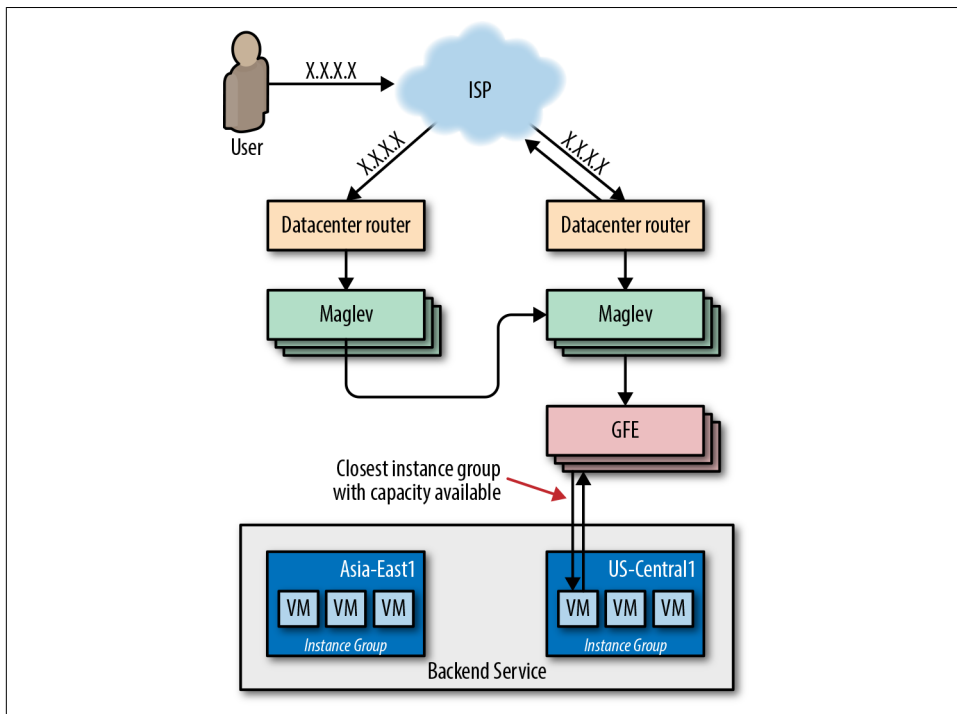 X.X.X.X
ISP
User
X.X.X.X
X.X.X.X
Datacenter router
Datacenter router
Maglev
Maglev
GFE
Closest instance group
with capacity available
Asia-East1
VM VM VM
Instance Group
US-Central1
VM VM VM
Instance Group
Backend Service